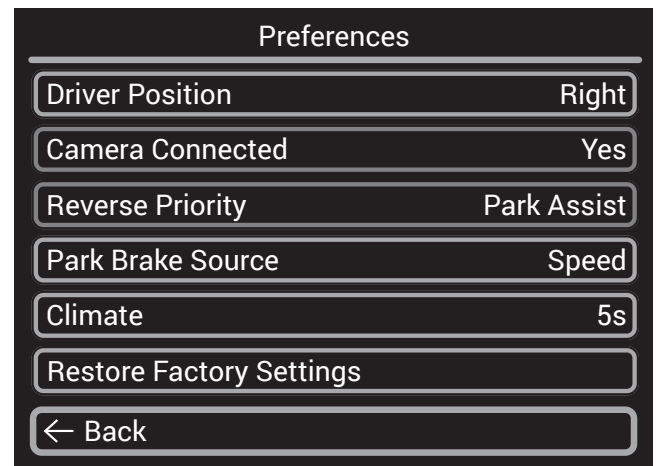 Preferences
Driver Position Right
Camera Connected Yes
Reverse Priority Park Assist
Park Brake Source Speed
Climate 5s
Restore Factory Settings
← Back